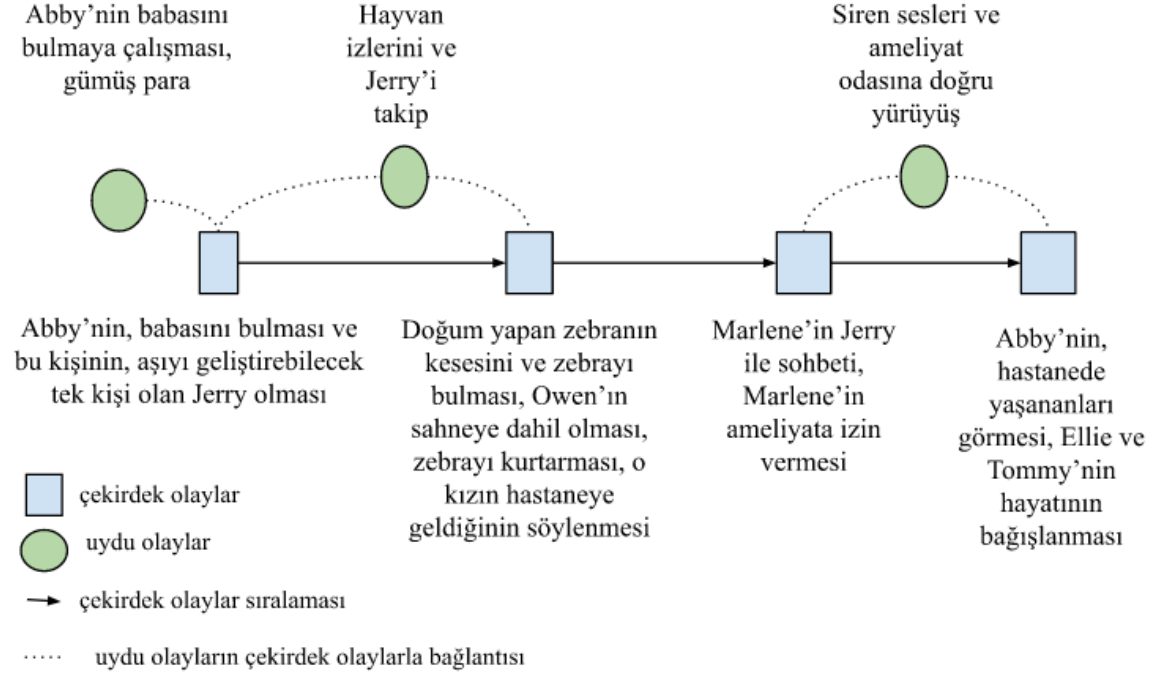 Abby’nin babasını
bulmaya çalışması,
gümüş para
Hayvan
izlerini ve
Jerry’i
takip
Siren sesleri ve
ameliyat
odasına doğru
yürüyüş
Abby’nin, babasını bulması ve
bu kişinin, aşıyı geliştirebilecek
tek kişi olan Jerry olması
Doğum yapan zebranın
kesesini ve zebrayı
bulması, Owen’ın
sahneye dahil olması,
zebrayı kurtarması, o
kızın hastaneye
geldiğinin söylenmesi
Marlene’in Jerry
ile sohbeti,
Marlene’in
ameliyata izin
vermesi
Abby’nin,
hastanede
yaşananları
görmesi, Ellie ve
Tommy’nin
hayatının
bağışlanması
çekirdek olaylar
uydu olaylar
çekirdek olaylar sıralaması
uydu olayların çekirdek olaylarla bağlantısı